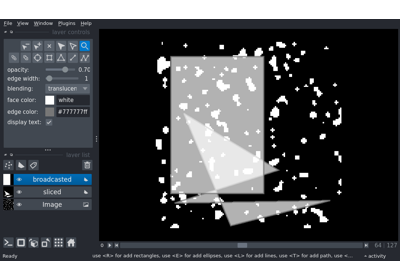 File View Window Plugins Help
layer controls
opacity: 0.70
edge width: 1
blending: translucen
face color: white
edge color: #777777ff
display text:
layer list
broadcasted
sliced
Image
0 64 127
Ready use <R> for add rectangles, use <E> for add ellipses, use <L> for add lines, use <T> for add path, use <... activity